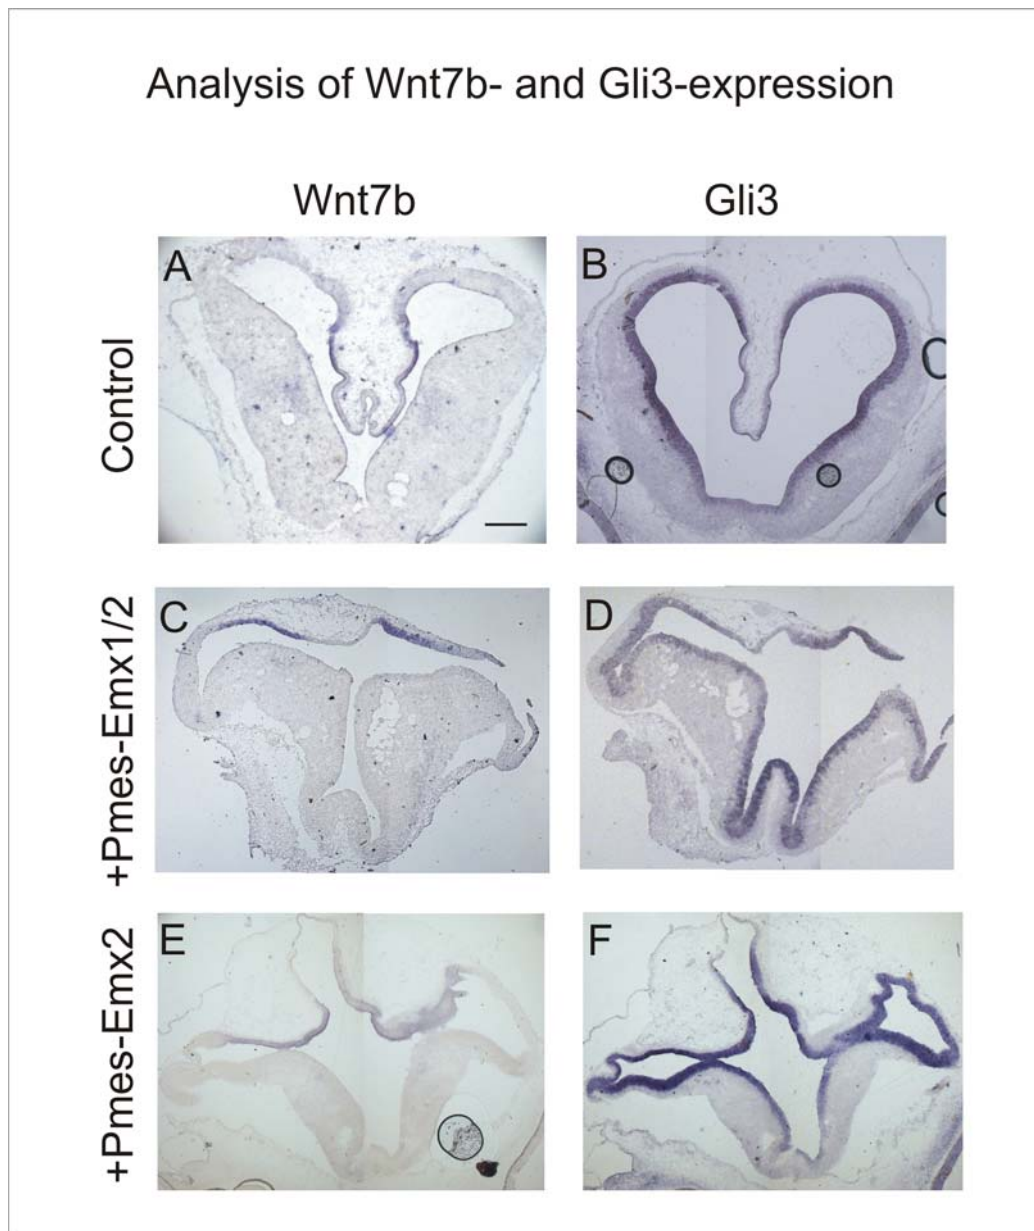 Analysis of Wnt7b- and Gli3-expression
Wnt7b
Gli3
Control
A
B
+Pmes-Emx1/2
C
D
+Pmes-Emx2
E
F